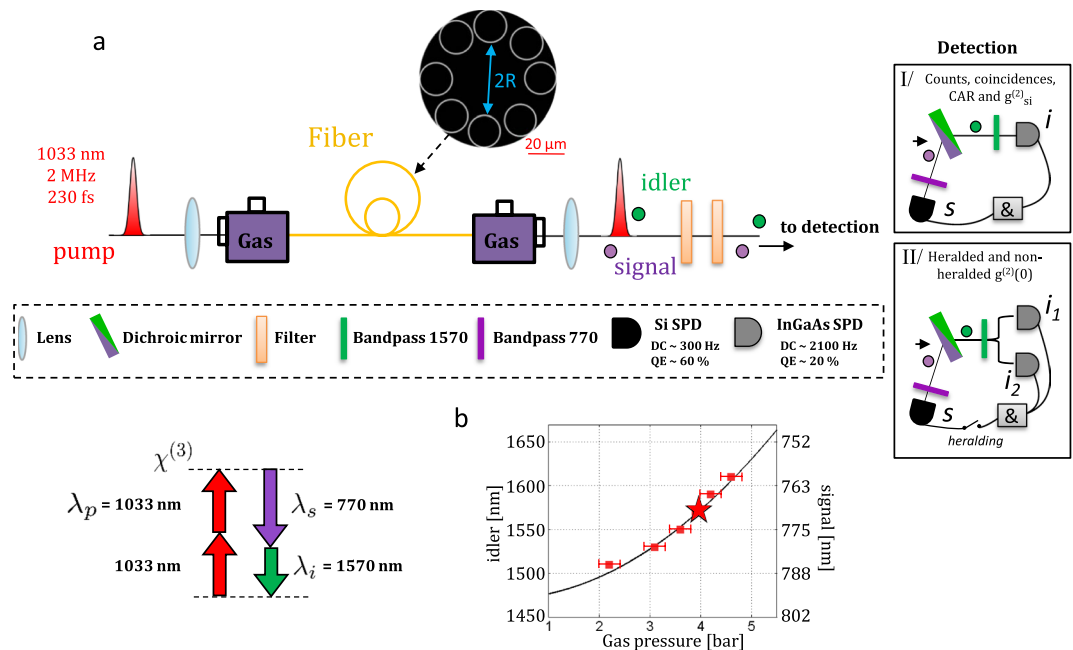 a
2R
20 μm
Fiber
1033 nm
2 MHz
230 fs
pump
Gas
Gas
idler
signal
to detection
Detection
I/ Counts, coincidences,
CAR and g⁽²⁾si
i
s
&
II/ Heralded and non-
heralded g⁽²⁾(0)
i₁
i₂
s
&
heralding
Lens
Dichroic mirror
Filter
Bandpass 1570
Bandpass 770
Si SPD
DC ~ 300 Hz
QE ~ 60 %
InGaAs SPD
DC ~ 2100 Hz
QE ~ 20 %
χ⁽³⁾
λp = 1033 nm
1033 nm
λs = 770 nm
λi = 1570 nm
b
idler [nm]
1650
1600
1550
1500
1450
752
763
775
788
802
signal [nm]
1 2 3 4 5
Gas pressure [bar]